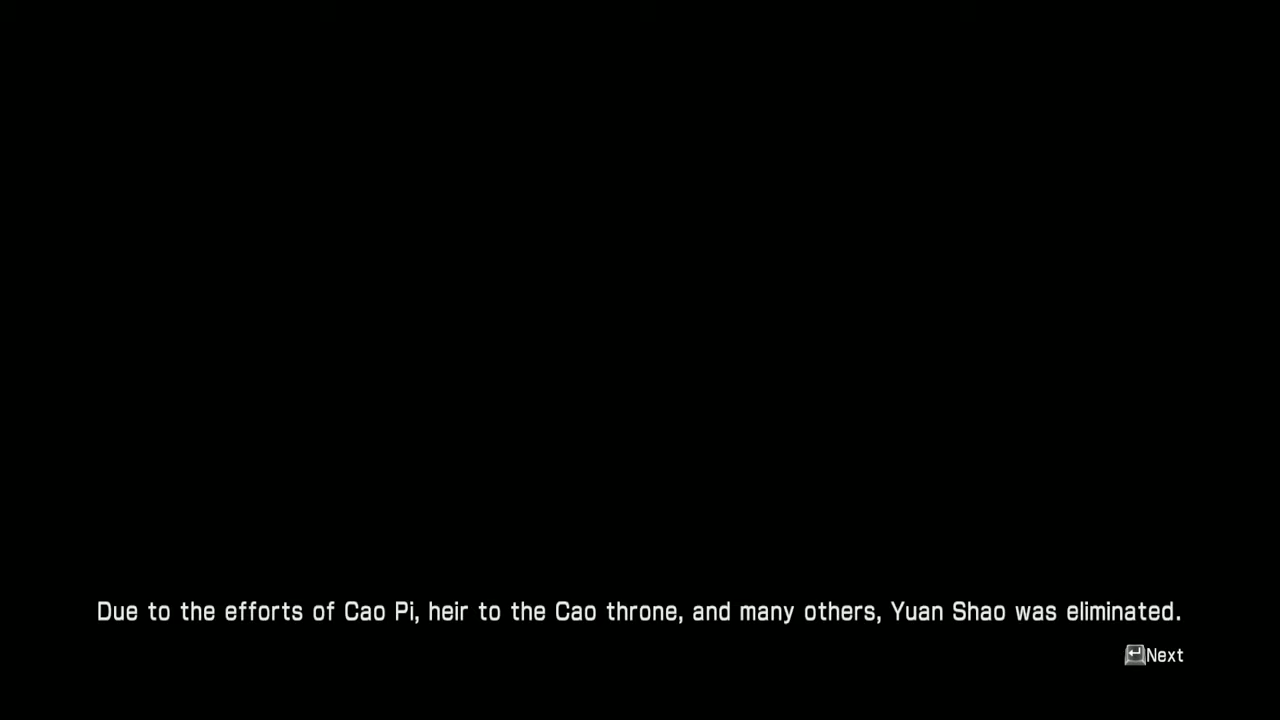 Due to the efforts of Cao Pi, heir to the Cao throne, and many others, Yuan Shao was eliminated.
Next